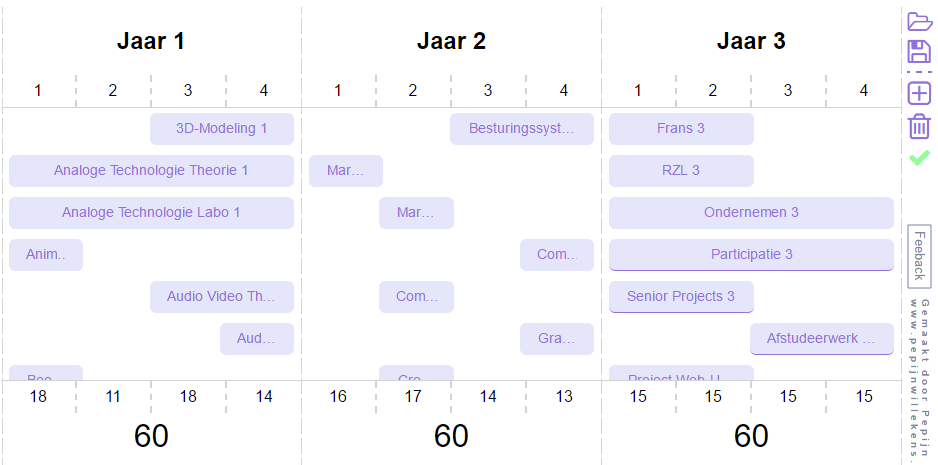 Jaar 1 Jaar 2 Jaar 3
1 2 3 4 1 2 3 4 1 2 3 4
3D-Modeling 1 Besturingssyst… Frans 3
Analoge Technologie Theorie 1 Mar… RZL 3
Analoge Technologie Labo 1 Mar… Ondernemen 3
Anim.. Com… Participatie 3
Audio Video Th… Com… Senior Projects 3
Aud… Gra… Afstudeerwerk …
18 11 18 14 16 17 14 13 15 15 15 15
60 60 60
Feeback
Gemaakt door Pepijn
www.pepijnwillekens.